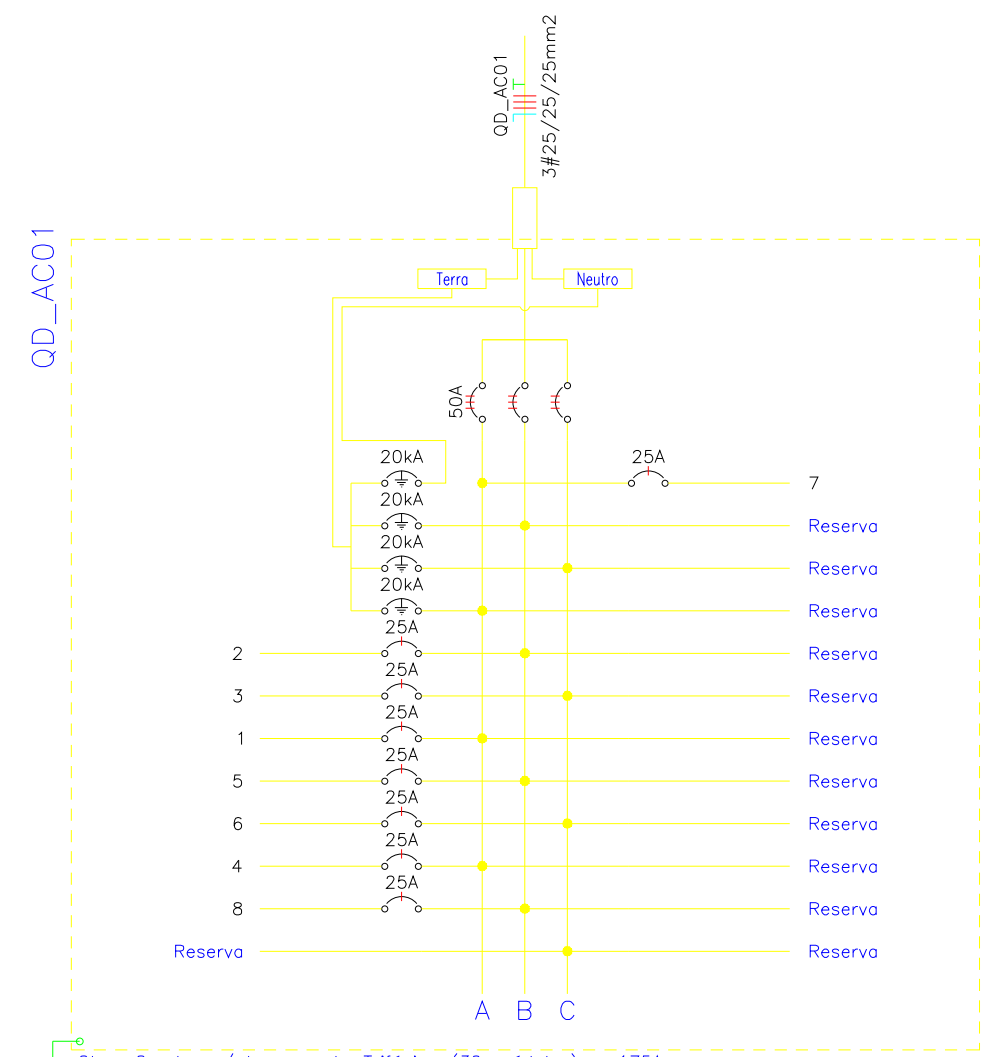 QD_AC01
3#25/25/25mm2
QD_AC01
Terra
Neutro
50A
20kA
25A
7
20kA
Reserva
20kA
Reserva
20kA
Reserva
25A
2
Reserva
25A
3
Reserva
25A
1
Reserva
25A
5
Reserva
25A
6
Reserva
25A
4
Reserva
25A
8
Reserva
Reserva
Reserva
A B C